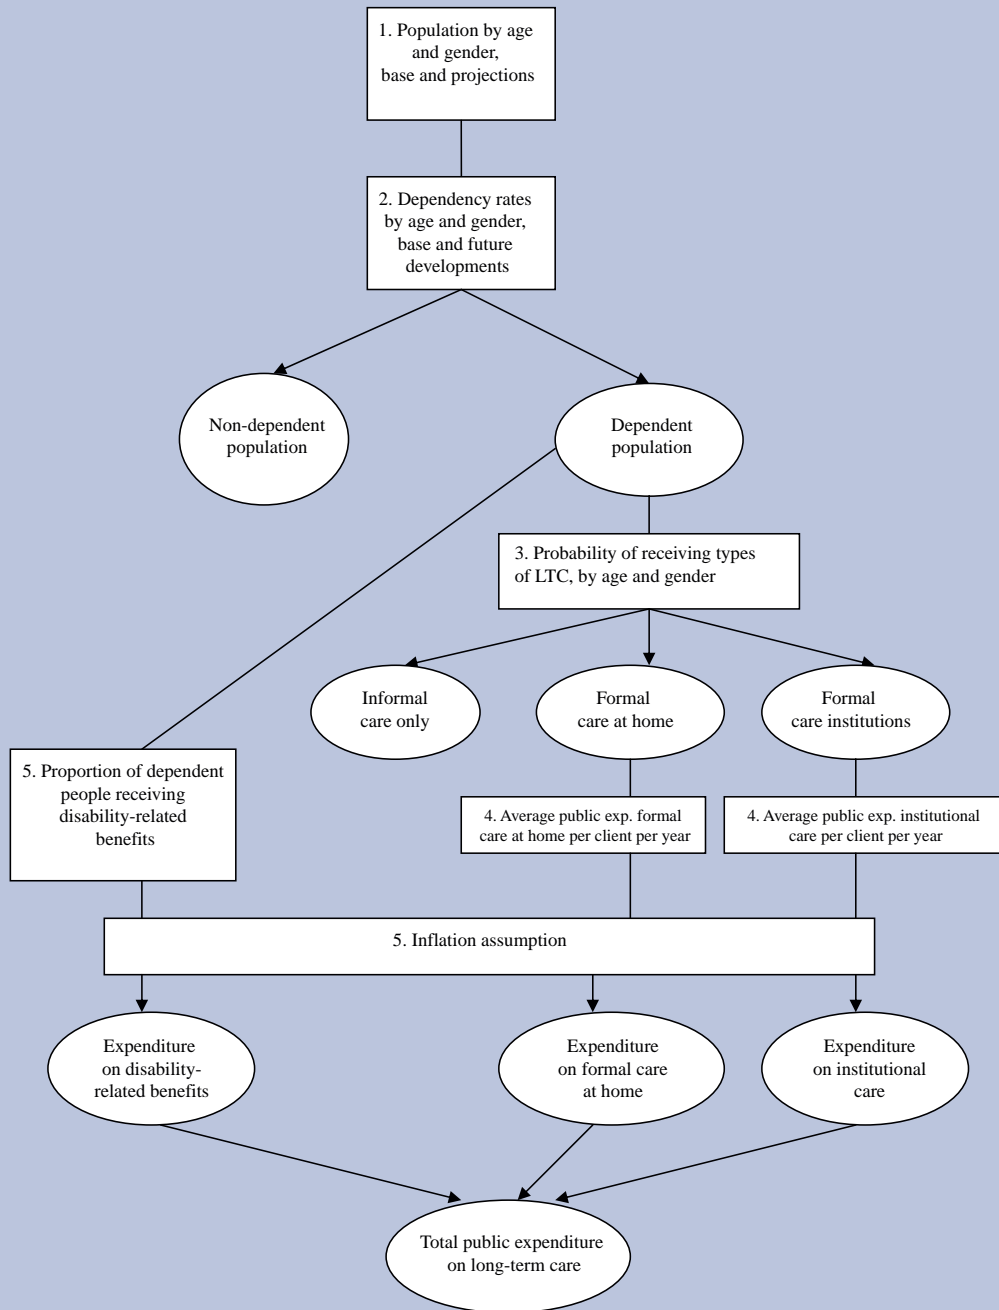 1. Population by age
and gender,
base and projections
2. Dependency rates
by age and gender,
base and future
developments
Non-dependent
population
Dependent
population
3. Probability of receiving types
of LTC, by age and gender
Informal
care only
Formal
care at home
Formal
care institutions
5. Proportion of dependent
people receiving
disability-related
benefits
4. Average public exp. formal
care at home per client per year
4. Average public exp. institutional
care per client per year
5. Inflation assumption
Expenditure
on disability-
related benefits
Expenditure
on formal care
at home
Expenditure
on institutional
care
Total public expenditure
on long-term care